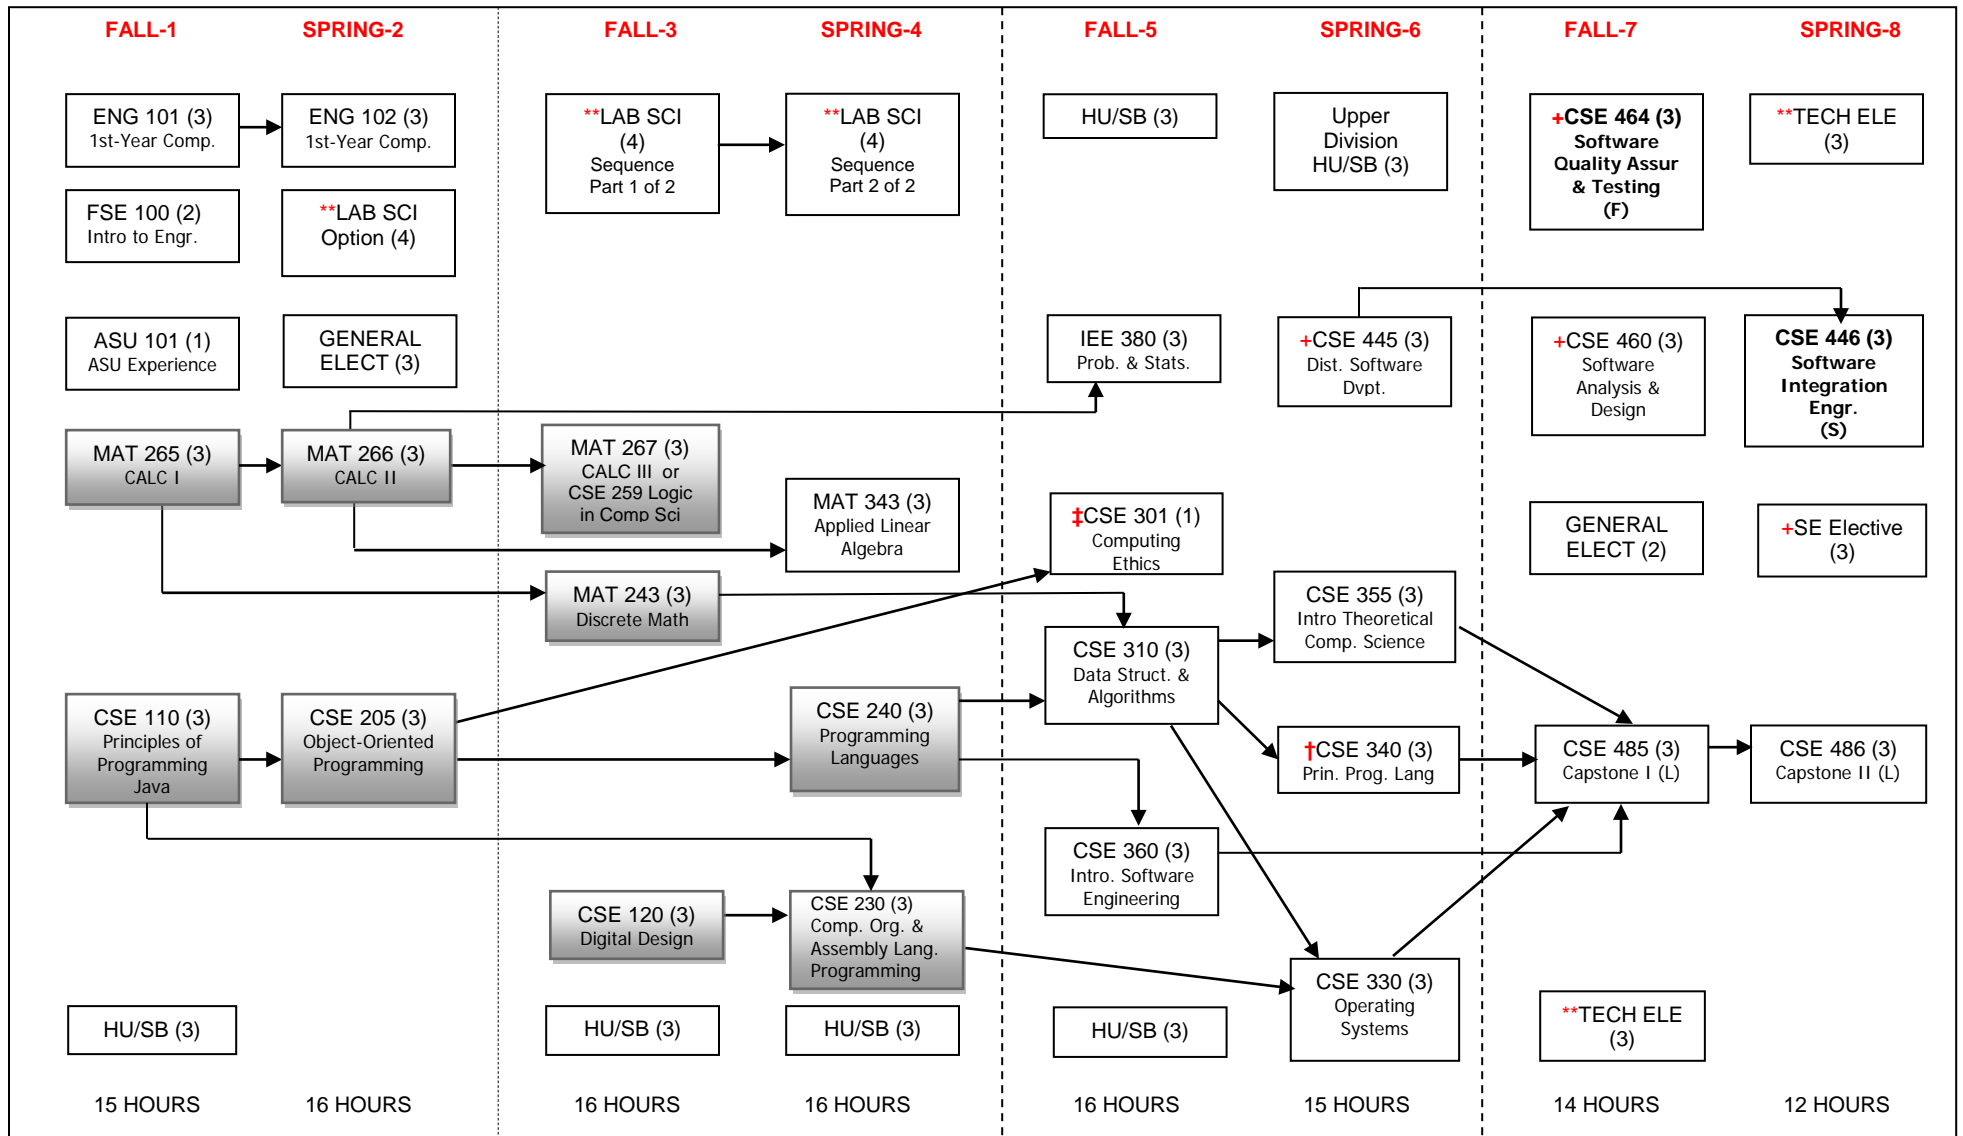 FALL-1
SPRING-2
FALL-3
SPRING-4
FALL-5
SPRING-6
FALL-7
SPRING-8
ENG 101 (3)
1st-Year Comp.
ENG 102 (3)
1st-Year Comp.
**LAB SCI
(4)
Sequence
Part 1 of 2
**LAB SCI
(4)
Sequence
Part 2 of 2
HU/SB (3)
Upper
Division
HU/SB (3)
+CSE 464 (3)
Software
Quality Assur
& Testing
(F)
**TECH ELE
(3)
FSE 100 (2)
Intro to Engr.
**LAB SCI
Option (4)
ASU 101 (1)
ASU Experience
GENERAL
ELECT (3)
IEE 380 (3)
Prob. & Stats.
+CSE 445 (3)
Dist. Software
Dvpt.
+CSE 460 (3)
Software
Analysis &
Design
CSE 446 (3)
Software
Integration
Engr.
(S)
MAT 265 (3)
CALC I
MAT 266 (3)
CALC II
MAT 267 (3)
CALC III or
CSE 259 Logic
in Comp Sci
MAT 343 (3)
Applied Linear
Algebra
‡CSE 301 (1)
Computing
Ethics
GENERAL
ELECT (2)
+SE Elective
(3)
MAT 243 (3)
Discrete Math
CSE 310 (3)
Data Struct. &
Algorithms
CSE 355 (3)
Intro Theoretical
Comp. Science
CSE 110 (3)
Principles of
Programming
Java
CSE 205 (3)
Object-Oriented
Programming
CSE 240 (3)
Programming
Languages
†CSE 340 (3)
Prin. Prog. Lang
CSE 485 (3)
Capstone I (L)
CSE 486 (3)
Capstone II (L)
CSE 360 (3)
Intro. Software
Engineering
CSE 120 (3)
Digital Design
CSE 230 (3)
Comp. Org. &
Assembly Lang.
Programming
CSE 330 (3)
Operating
Systems
HU/SB (3)
HU/SB (3)
HU/SB (3)
HU/SB (3)
**TECH ELE
(3)
15 HOURS
16 HOURS
16 HOURS
16 HOURS
16 HOURS
15 HOURS
14 HOURS
12 HOURS